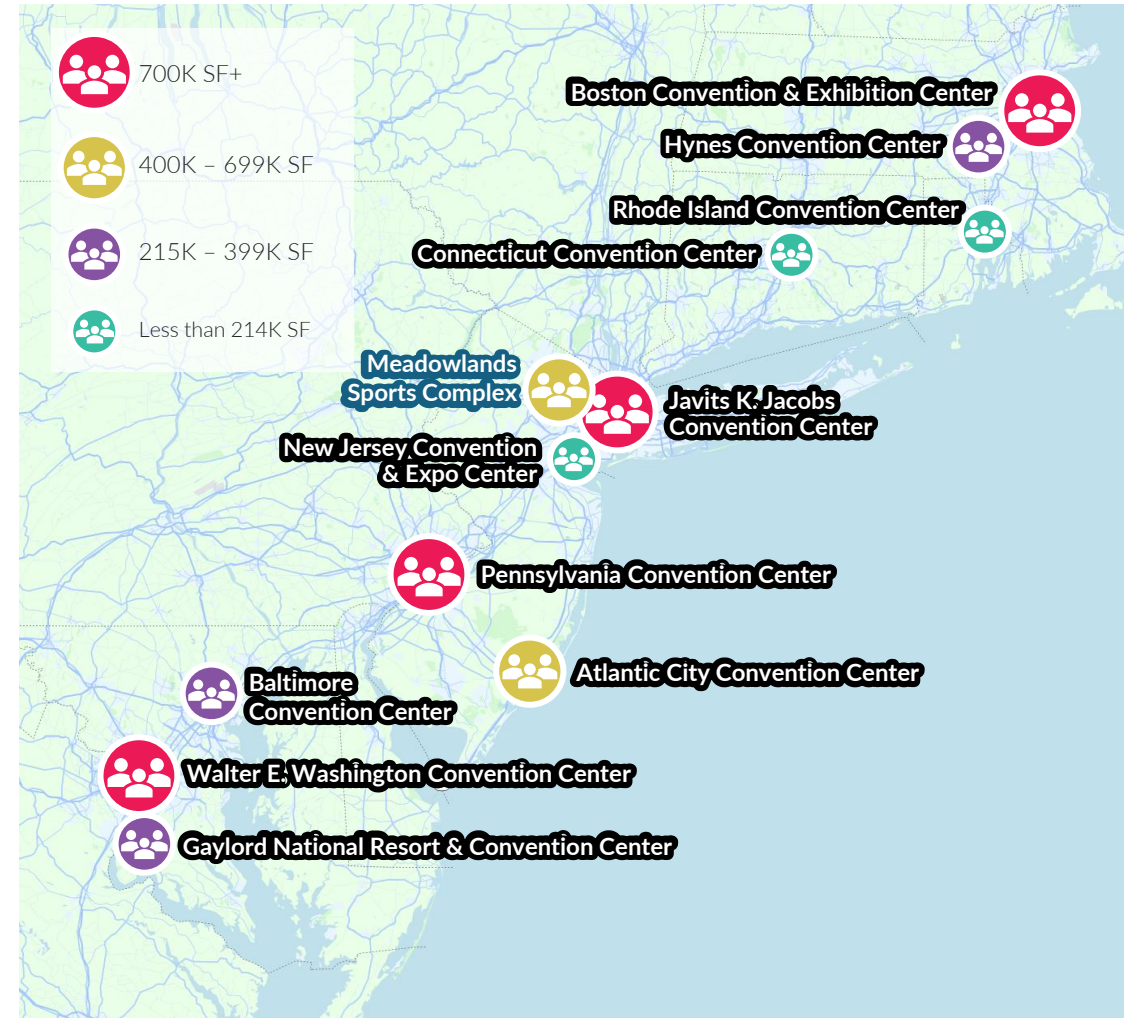 700K SF+
400K – 699K SF
215K – 399K SF
Less than 214K SF
Boston Convention & Exhibition Center
Hynes Convention Center
Rhode Island Convention Center
Connecticut Convention Center
Meadowlands
Sports Complex
Javits K. Jacobs
Convention Center
New Jersey Convention
& Expo Center
Pennsylvania Convention Center
Atlantic City Convention Center
Baltimore
Convention Center
Walter E. Washington Convention Center
Gaylord National Resort & Convention Center